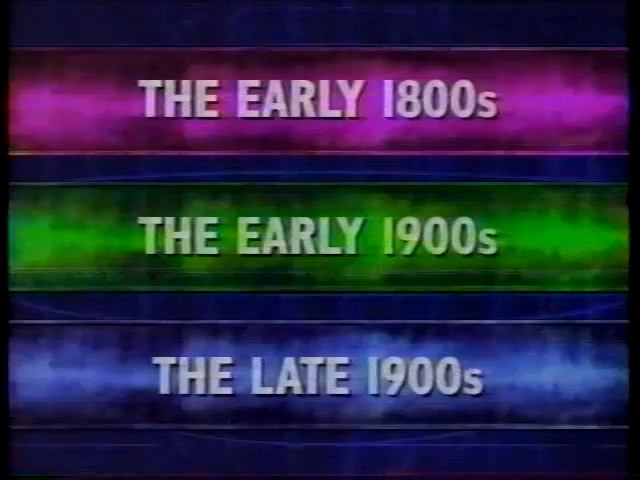 THE EARLY 1800s
THE EARLY 1900s
THE LATE 1900s